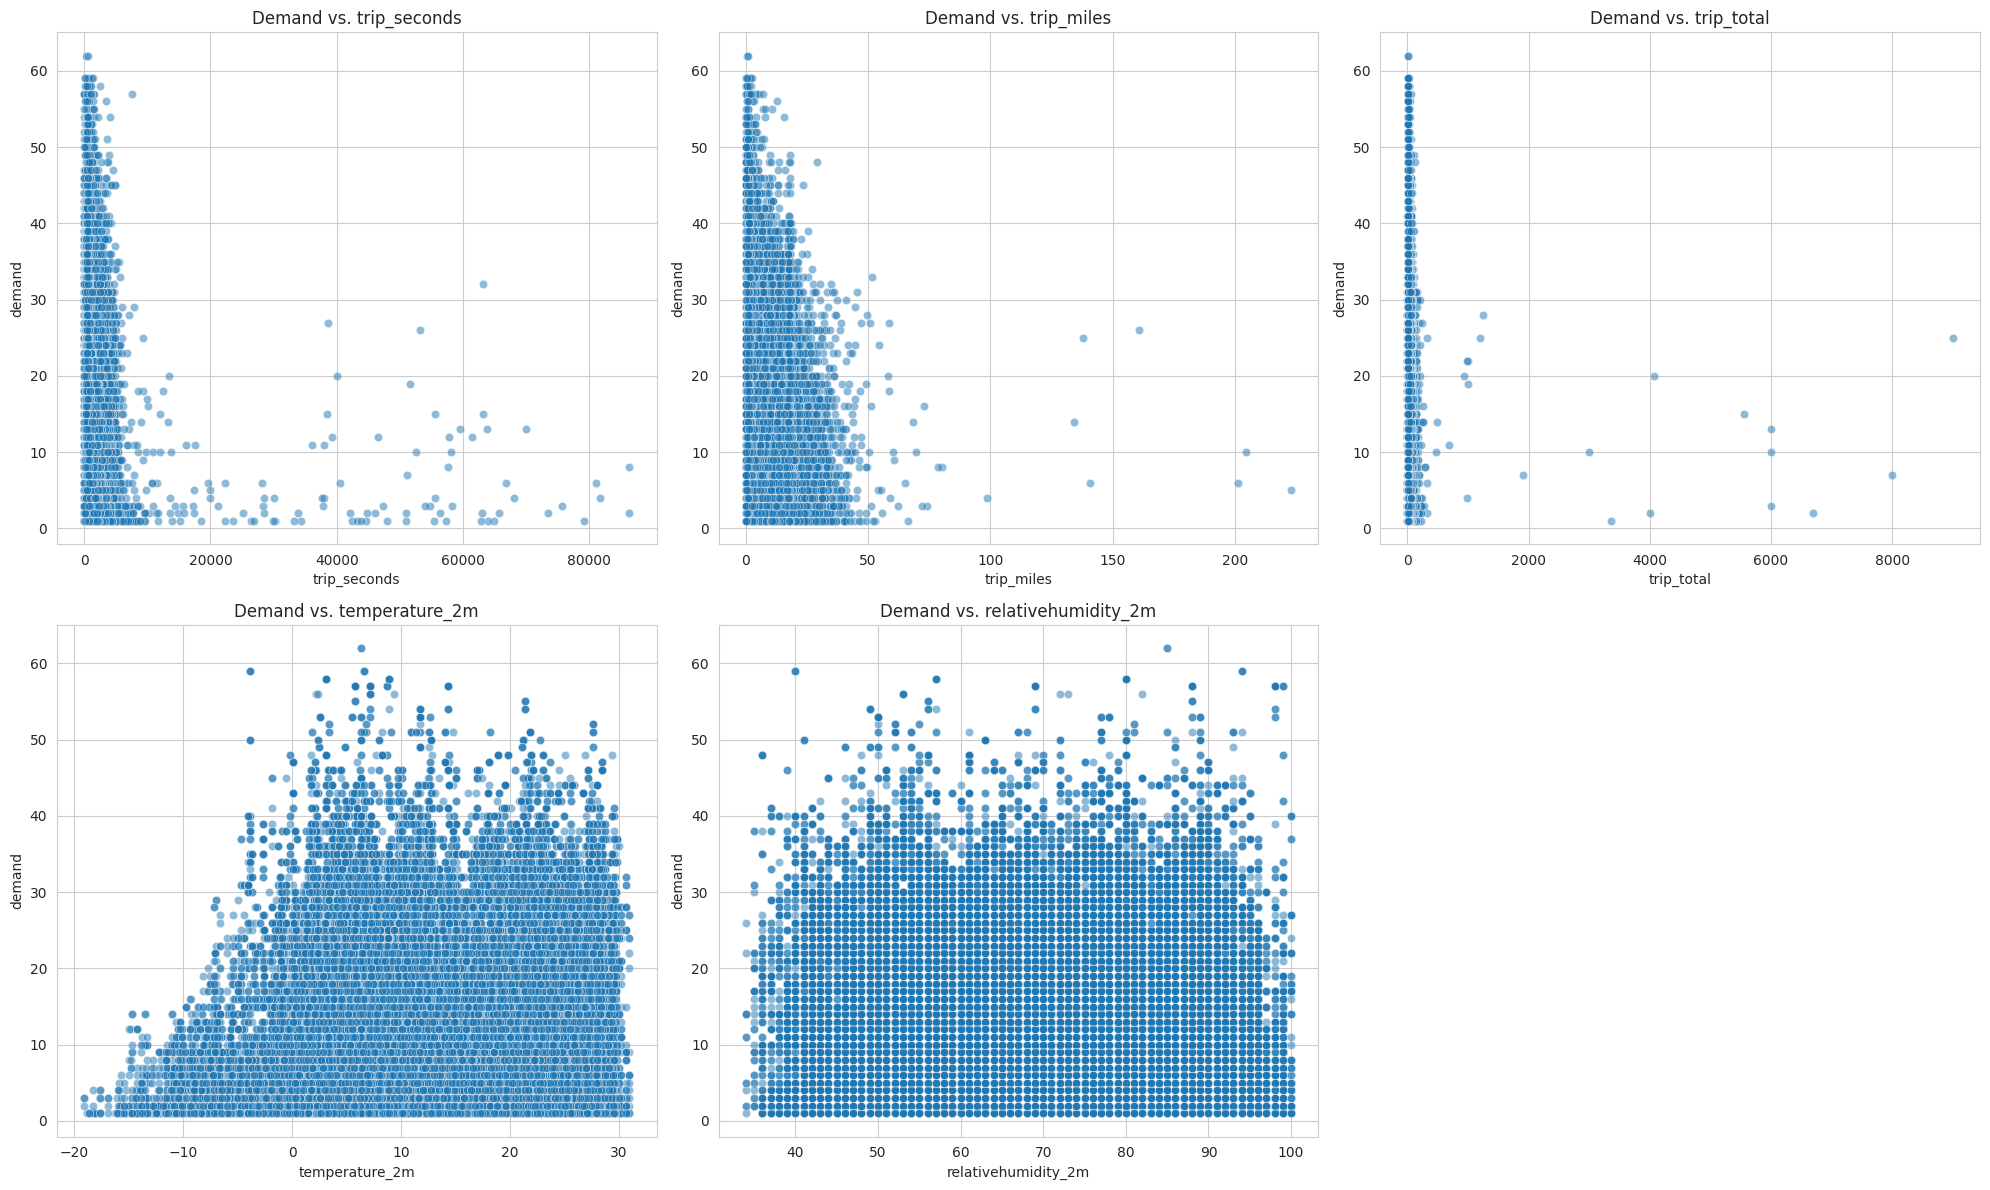 Demand vs. trip_seconds
60
50
40
30
20
10
0
demand
0 20000 40000 60000 80000
trip_seconds
Demand vs. trip_miles
60
50
40
30
20
10
0
demand
0 50 100 150 200
trip_miles
Demand vs. trip_total
60
50
40
30
20
10
0
demand
0 2000 4000 6000 8000
trip_total
Demand vs. temperature_2m
60
50
40
30
20
10
0
demand
−20 −10 0 10 20 30
temperature_2m
Demand vs. relativehumidity_2m
60
50
40
30
20
10
0
demand
40 50 60 70 80 90 100
relativehumidity_2m